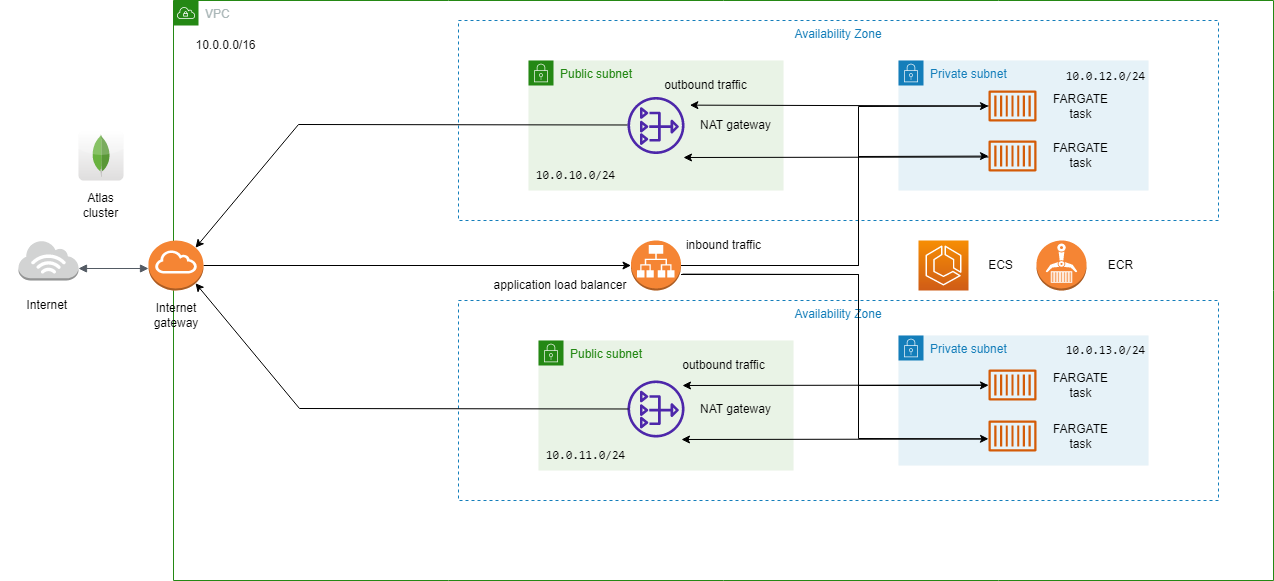 VPC
10.0.0.0/16
Availability Zone
Public subnet
outbound traffic
NAT gateway
10.0.10.0/24
Private subnet
10.0.12.0/24
FARGATE
task
FARGATE
task
Atlas
cluster
Internet
Internet
gateway
inbound traffic
application load balancer
ECS
ECR
Availability Zone
Public subnet
outbound traffic
NAT gateway
10.0.11.0/24
Private subnet
10.0.13.0/24
FARGATE
task
FARGATE
task